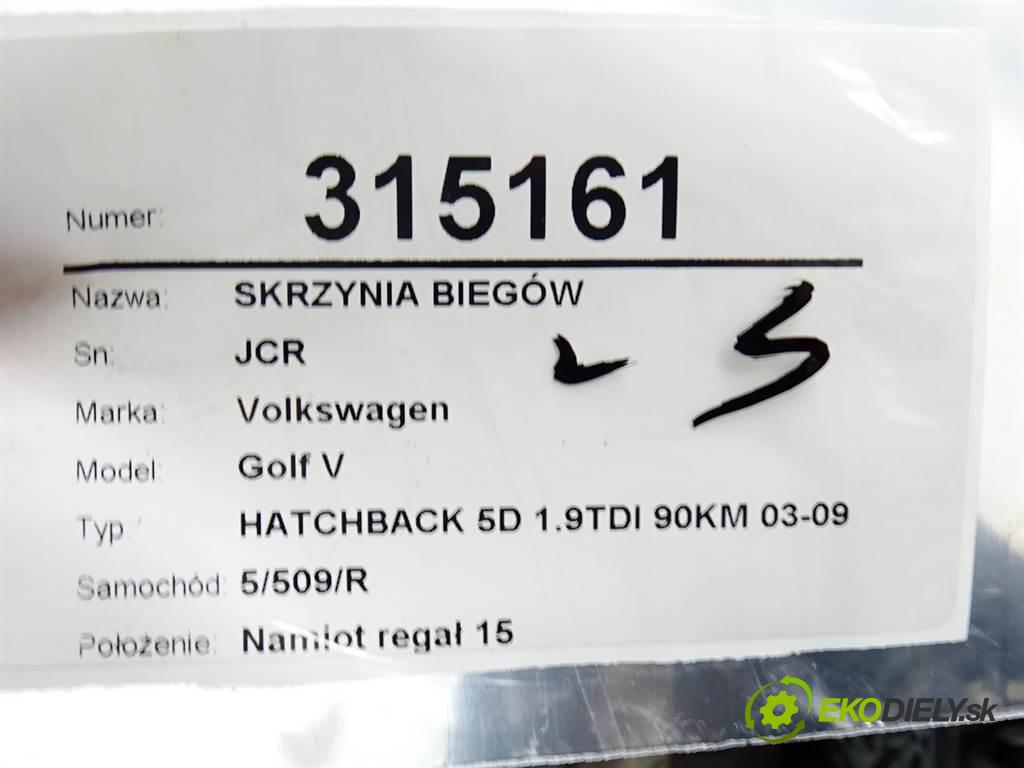 Numer: 315161
Nazwa: SKRZYNIA BIEGÓW
Sn: JCR
Marka: Volkswagen
Model: Golf V
Typ: HATCHBACK 5D 1.9TDI 90KM 03-09
Samochód: 5/509/R
Położenie: Namiot regał 15
EKODIELY.sk